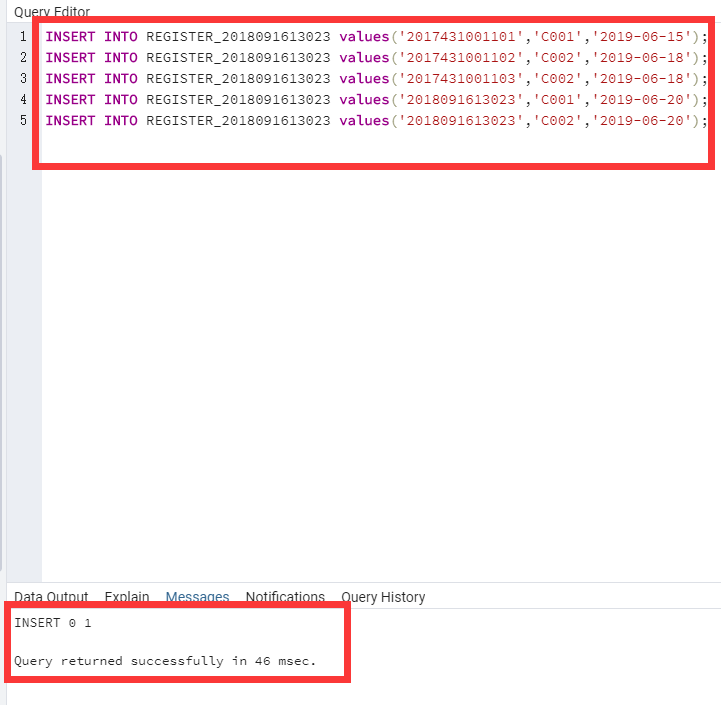 Query Editor
1 INSERT INTO REGISTER_2018091613023 values('2017431001101','C001','2019-06-15');
2 INSERT INTO REGISTER_2018091613023 values('2017431001102','C002','2019-06-18');
3 INSERT INTO REGISTER_2018091613023 values('2017431001103','C002','2019-06-18');
4 INSERT INTO REGISTER_2018091613023 values('2018091613023','C001','2019-06-20');
5 INSERT INTO REGISTER_2018091613023 values('2018091613023','C002','2019-06-20');
Data Output Explain Messages Notifications Query History
INSERT 0 1
Query returned successfully in 46 msec.